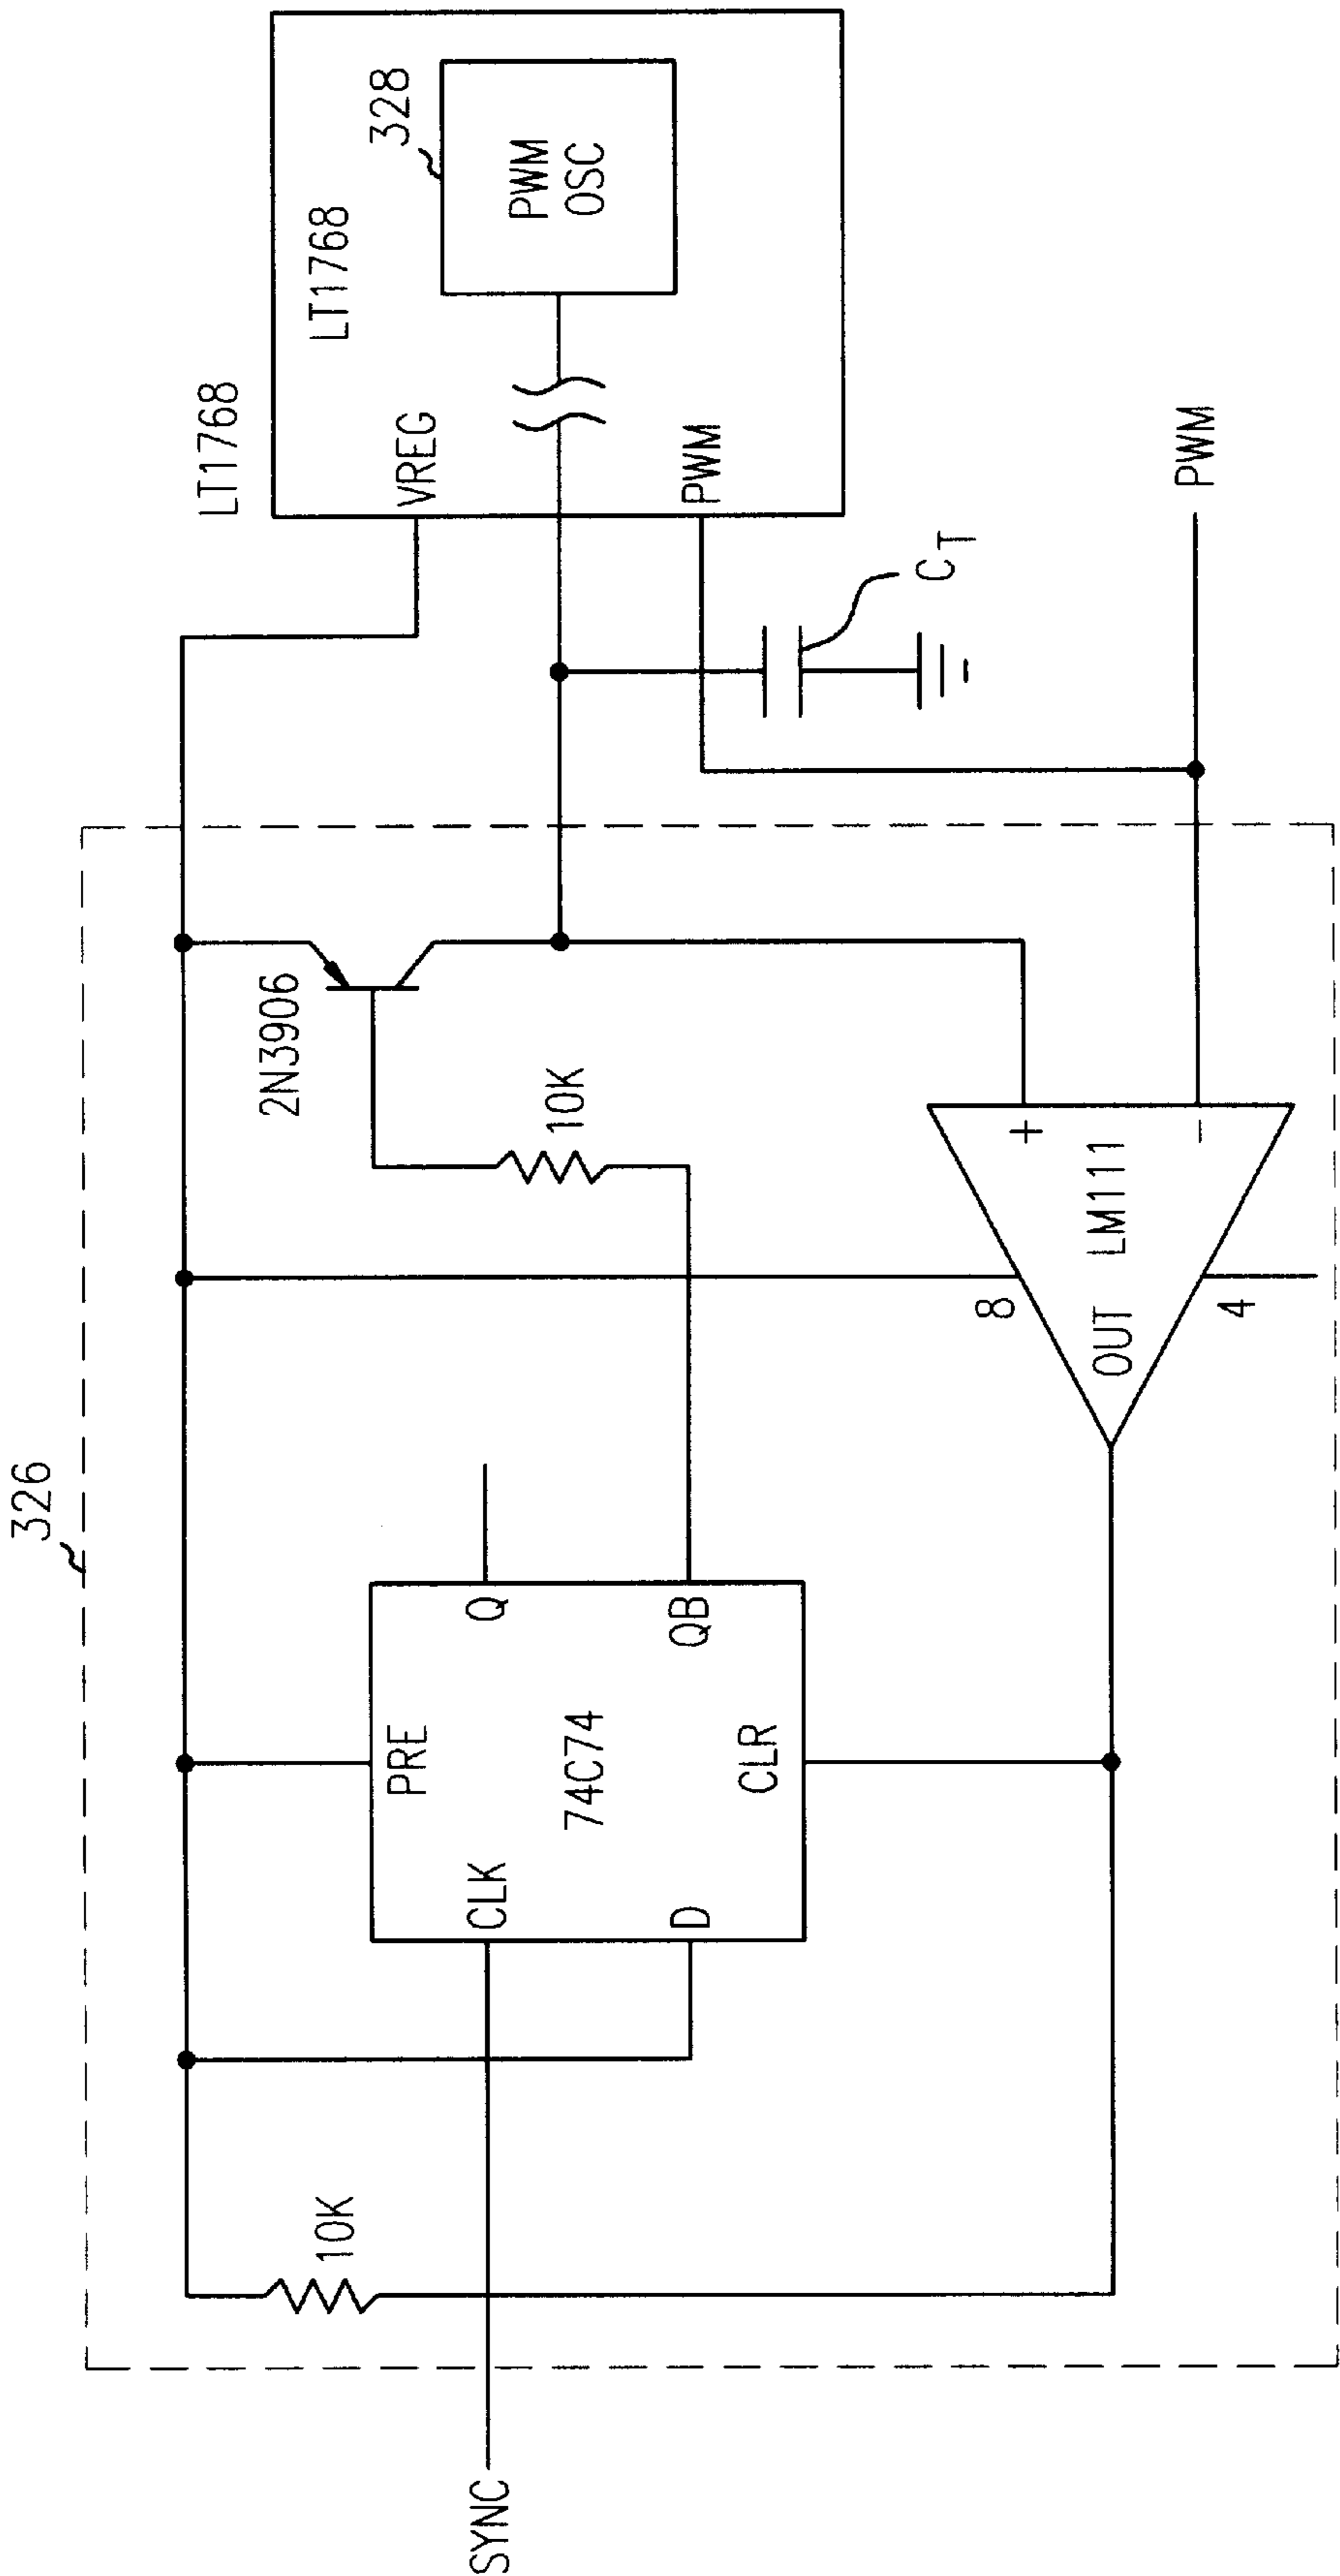 326
SYNC
10K
CLK
PRE
Q
D
74C74
QB
CLR
10K
2N3906
8
OUT
LM111
+
-
4
LT1768
VREG
LT1768
328
PWM
OSC
PWM
CT
PWM